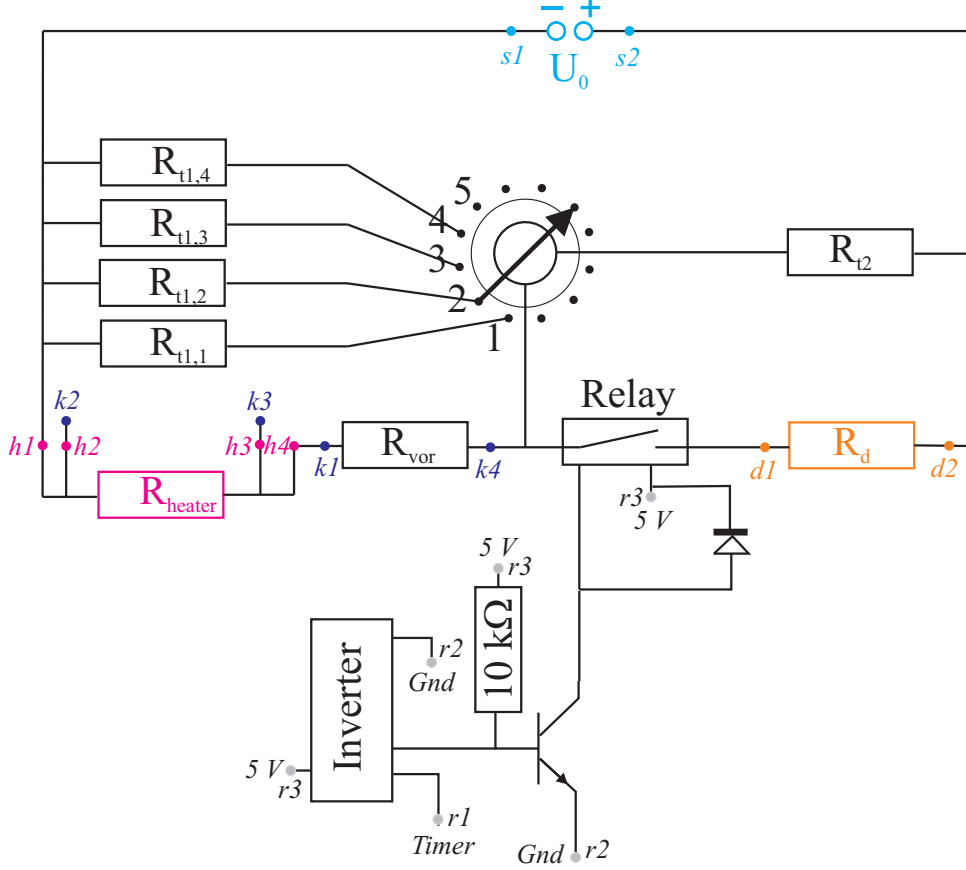 − +
s1 s2
U0
Rt1,4
5
4
Rt1,3
3
Rt2
Rt1,2
2
Rt1,1
1
Relay
k2 k3
h1 h2 h3 h4
k1 Rvor k4
d1 Rd d2
Rheater
r3
5 V
5 V
r3
10 kΩ
Inverter
r2
Gnd
5 V
r3
r1
Timer
Gnd r2